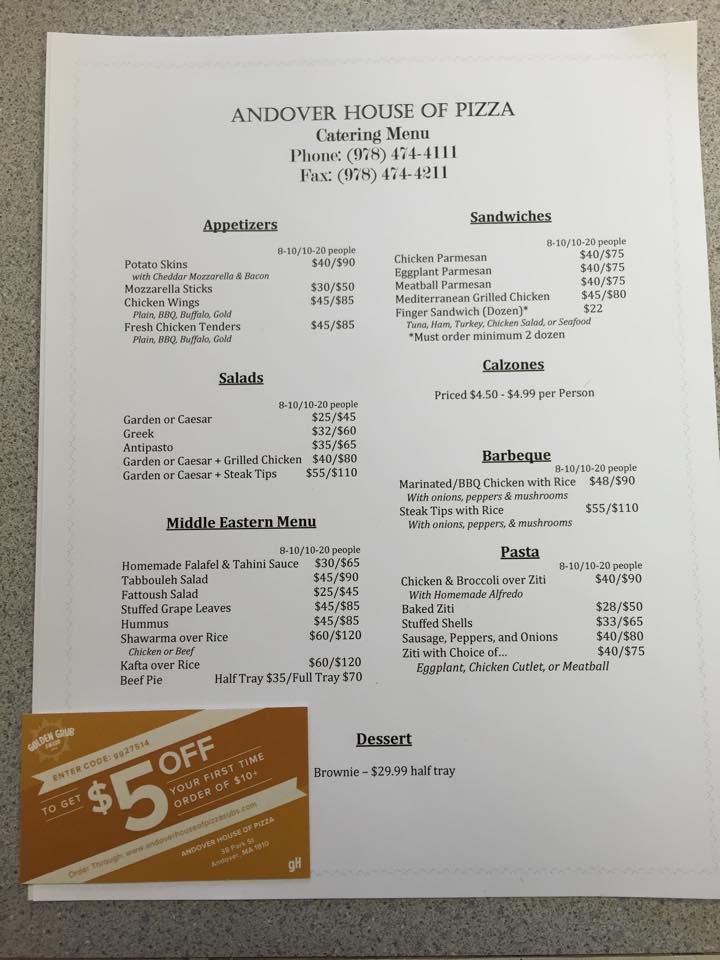 ANDOVER HOUSE OF PIZZA
Catering Menu
Phone: (978) 474-4111
Fax: (978) 474-4211
Appetizers
8-10/10-20 people
Potato Skins $40/$90
with Cheddar Mozzarella & Bacon
Mozzarella Sticks $30/$50
Chicken Wings $45/$85
Plain, BBQ, Buffalo, Gold
Fresh Chicken Tenders $45/$85
Plain, BBQ, Buffalo, Gold
Salads
8-10/10-20 people
Garden or Caesar $25/$45
Greek $32/$60
Antipasto $35/$65
Garden or Caesar + Grilled Chicken $40/$80
Garden or Caesar + Steak Tips $55/$110
Middle Eastern Menu
8-10/10-20 people
Homemade Falafel & Tahini Sauce $30/$65
Tabbouleh Salad $45/$90
Fattoush Salad $25/$45
Stuffed Grape Leaves $45/$85
Hummus $45/$85
Shawarma over Rice $60/$120
Chicken or Beef
Kafta over Rice $60/$120
Beef Pie Half Tray $35/Full Tray $70
Sandwiches
8-10/10-20 people
Chicken Parmesan $40/$75
Eggplant Parmesan $40/$75
Meatball Parmesan $40/$75
Mediterranean Grilled Chicken $45/$80
Finger Sandwich (Dozen)* $22
Tuna, Ham, Turkey, Chicken Salad, or Seafood
*Must order minimum 2 dozen
Calzones
Priced $4.50 - $4.99 per Person
Barbeque
8-10/10-20 people
Marinated/BBQ Chicken with Rice $48/$90
With onions, peppers & mushrooms
Steak Tips with Rice $55/$110
With onions, peppers, & mushrooms
Pasta
8-10/10-20 people
Chicken & Broccoli over Ziti $40/$90
With Homemade Alfredo
Baked Ziti $28/$50
Stuffed Shells $33/$65
Sausage, Peppers, and Onions $40/$80
Ziti with Choice of... $40/$75
Eggplant, Chicken Cutlet, or Meatball
Dessert
Brownie – $29.99 half tray
GOLDEN GRUB
AWARD
ENTER CODE: gg27514
TO GET $5 OFF
YOUR FIRST TIME
ORDER OF $10+
Order Through: www.andoverhouseofpizzasubs.com
ANDOVER HOUSE OF PIZZA
38 Park St
Andover, MA 1810
gH